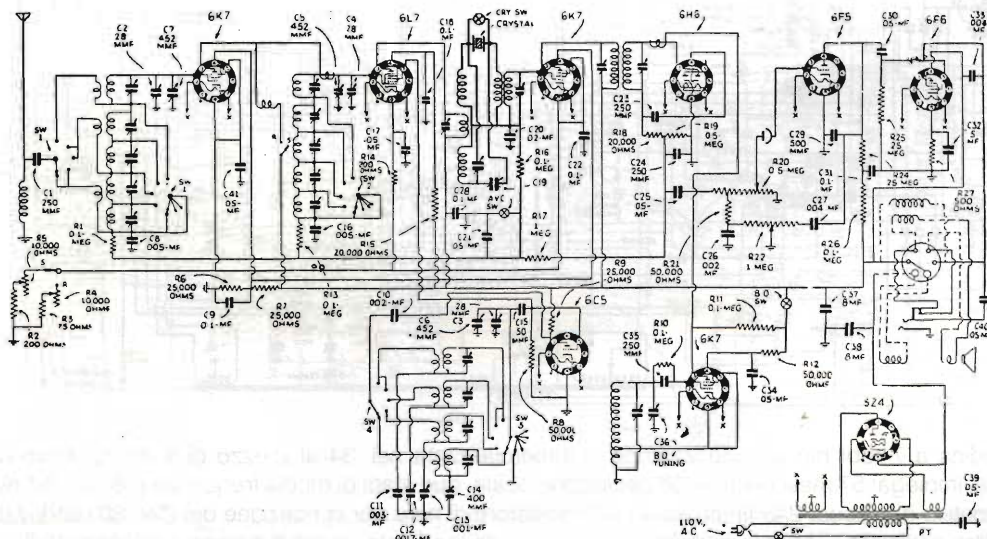 C2
28
MMF
C7
452
MMF
6K7
C5
452
MMF
C4
28
MMF
6L7
C18
0.1-
MF
CRY SW
CRYSTAL
6K7
6H6
6F5
C30
05-MF
6F6
C33
004
MF
SW
1
C1
250
MMF
R1
0.1-
MEG
C8
005-MF
SW
1
C41
05-
MF
C17
.05
MF
R14
200
OHMS
SW
2
C16
005-MF
R15
20,000 OHMS
C28
0.1-
MF
C20
02-MF
R16
0.1-
MEG
C19
AVC
SW
C21
05-MF
R17
1
MEG
C22
0.1-
MF
C23
250
MMF
R18
20,000
OHMS
R19
0.5-
MEG
C24
250
MMF
C25
05-
MF
R20
0.5-MEG
C29
500
MMF
C31
0.1-
MF
C27
004 MF
R25
.25
MEG
R24
.25 MEG
C32
5
MF
R27
500
OHMS
R5
10,000
OHMS
S
R
R4
10,000
OHMS
R3
75 OHMS
R2
200 OHMS
R6
25,000
OHMS
C9
0.1-MF
R7
25,000
OHMS
R13
0.1-
MEG
C10
002-MF
R9
25,000
-OHMS
R21
50,000
OHMS
C26
002
MF
R22
1 MEG
R26
0.1-
MEG
C6
452
MMF
28
MMF
C3
C15
50
MMF
6C5
R8
50,000
OHMS
SW
4
SW
3
C11
003-
MF
C12
0017-MF
C13
001-MF
C14
400
MMF
C35
250
MMF
R10
0.1-
MEG
R11
0.1-MEG
B.O
SW
6K7
R12
50,000
OHMS
C34
05-MF
C36
B.O
TUNING
C37
8MF
C38
8MF
C40
.05MF
5Z4
C39
0.5-
MF
110V.
A C
SW
PT